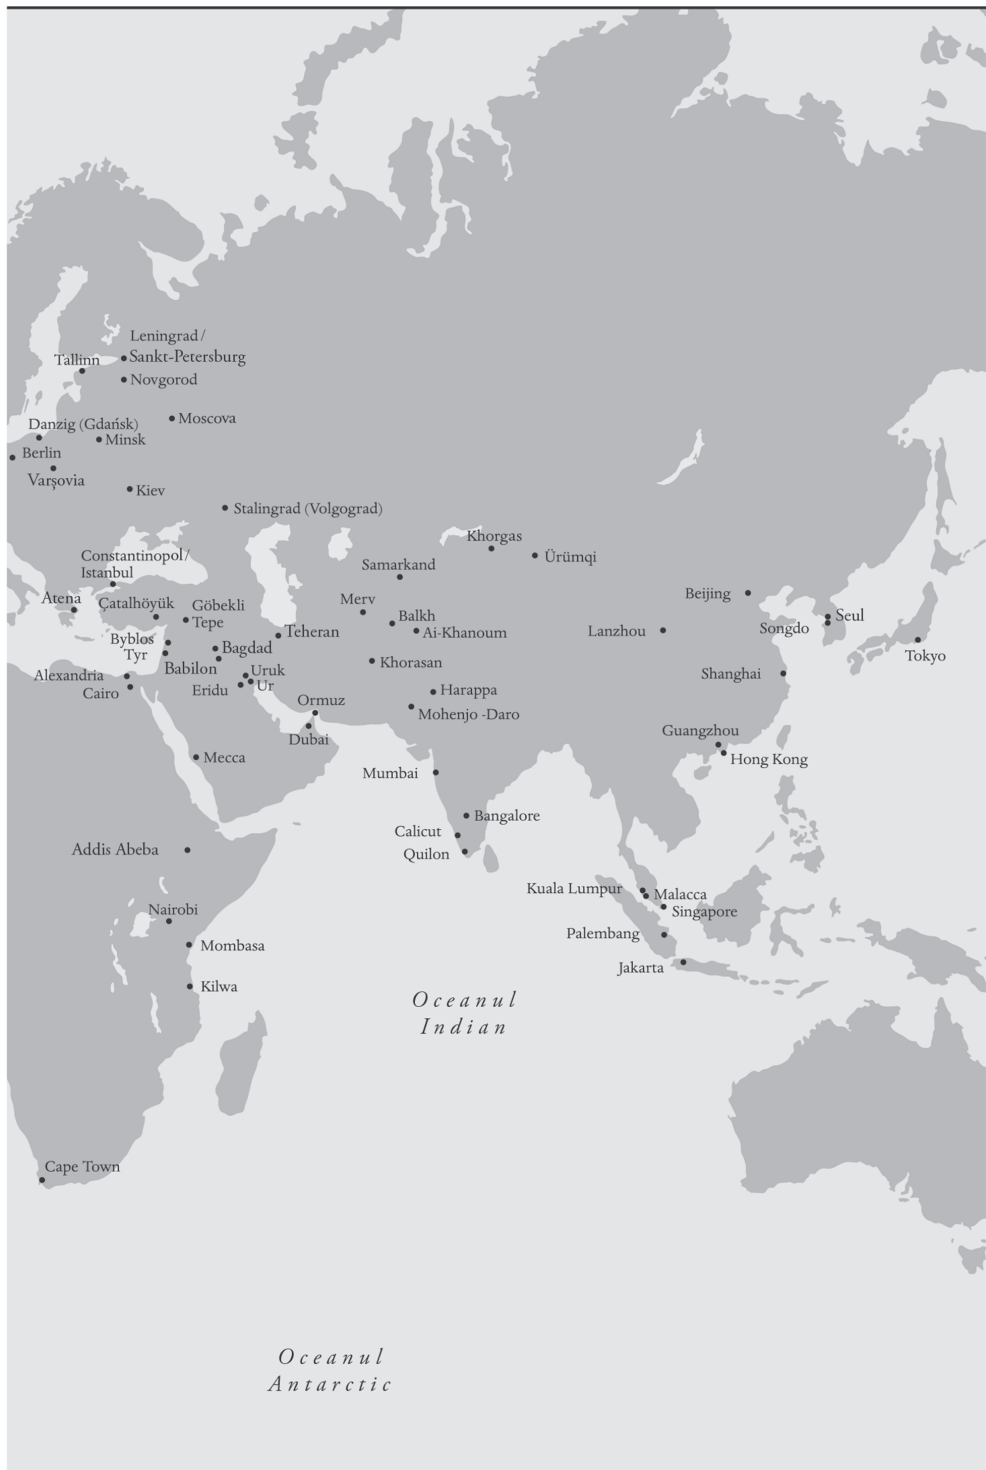 Leningrad/
Sankt-Petersburg
Tallinn
Novgorod
Moscova
Danzig (Gdańsk)
Minsk
Berlin
Varşovia
Kiev
Stalingrad (Volgograd)
Khorgas
Ürümqi
Constantinopol/
Istanbul
Samarkand
Beijing
Atena
Çatalhöyük
Göbekli
Tepe
Merv
Balkh
Ai-Khanoum
Seul
Songdo
Lanzhou
Teheran
Byblos
Tyr
Bagdad
Tokyo
Babilon
Khorasan
Uruk
Ur
Eridu
Alexandria
Cairo
Shanghai
Harappa
Mohenjo -Daro
Ormuz
Dubai
Guangzhou
Hong Kong
Mecca
Mumbai
Bangalore
Calicut
Quilon
Addis Abeba
Kuala Lumpur
Malacca
Singapore
Nairobi
Palembang
Mombasa
Jakarta
Kilwa
Oceanul
Indian
Cape Town
Oceanul
Antarctic